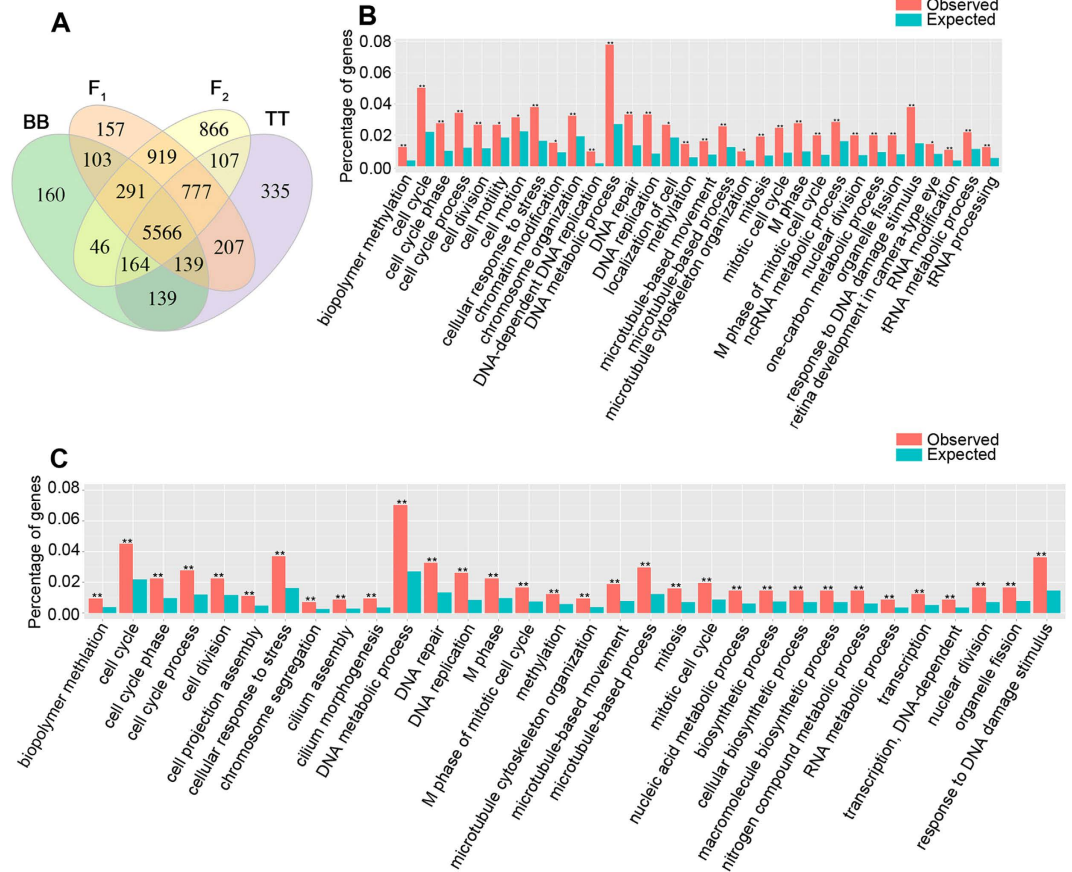 A
BB
F1
F2
TT
157
866
103
919
107
160
291
777
335
5566
46
164
139
207
139
B
Observed
Expected
Percentage of genes
0.08
0.06
0.04
0.02
0.00
biopolymer methylation
cell cycle
cell cycle phase
cell cycle process
cell division
cell motility
cell motion
cellular response to stress
chromatin modification
chromosome organization
DNA-dependent DNA replication
DNA metabolic process
DNA repair
DNA replication
localization of cell
methylation
microtubule-based movement
microtubule-based process
microtubule cytoskeleton organization
mitosis
mitotic cell cycle
M phase
M phase of mitotic cell cycle
ncRNA metabolic process
nuclear division
one-carbon metabolic process
organelle fission
response to DNA damage stimulus
retina development in camera-type eye
RNA modification
tRNA metabolic process
tRNA processing
C
Observed
Expected
Percentage of genes
0.08
0.06
0.04
0.02
0.00
biopolymer methlation
cell cycle
cell cycle phase
cell cycle process
cell division
cell projection assembly
cellular response to stress
chromosome segregation
cilium assembly
cilium morphogenesis
DNA metabolic process
DNA repair
DNA replication
M phase
M phase of mitotic cell cycle
methylation
microtubule cytoskeleton organization
microtubule-based movement
microtubule-based process
mitosis
mitotic cell cycle
nucleic acid metabolic process
biosynthetic process
cellular biosynthetic process
macromolecule biosynthetic process
nitrogen compound metabolic process
RNA metabolic process
transcription
transcription, DNA-dependent
nuclear division
organelle fission
response to DNA damage stimulus